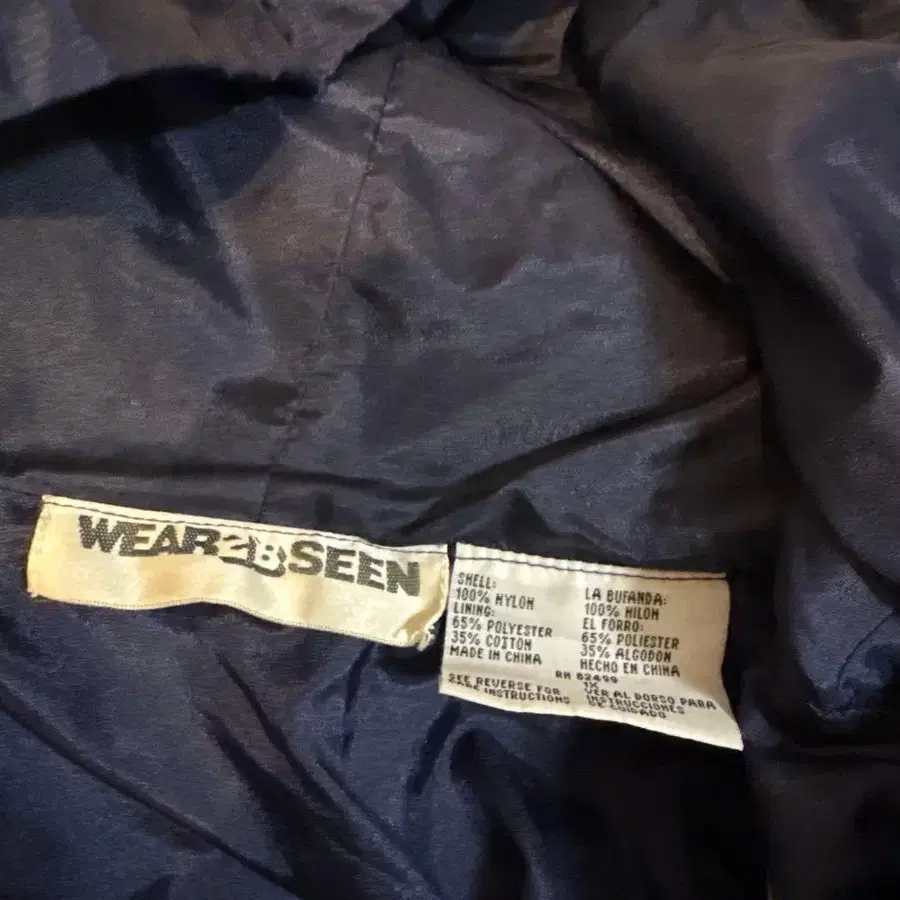 WEAR2BSEEN
SHELL:
100% NYLON
LINING:
65% POLYESTER
35% COTTON
MADE IN CHINA
LA BUFANDA:
100% NILON
EL FORRO:
65% POLIESTER
35% ALGODON
HECHO EN CHINA
RN 82499
1X
SEE REVERSE FOR
CARE INSTRUCTIONS
VER AL DORSO PARA
INSTRUCCIONES
DE CUIDADO